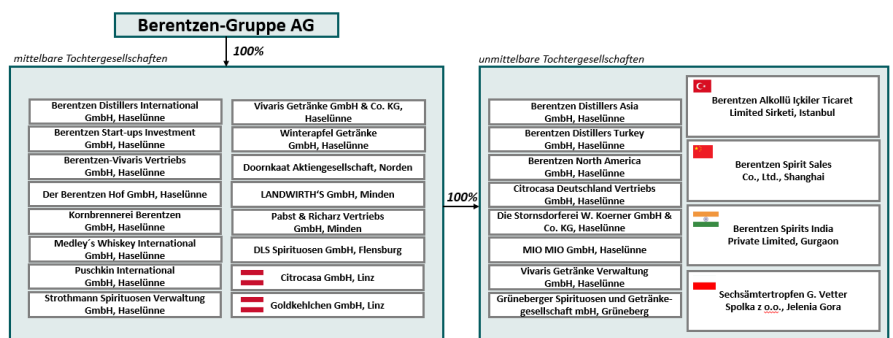 Berentzen-Gruppe AG
100%
mittelbare Tochtergesellschaften
Berentzen Distillers International
GmbH, Haselünne
Berentzen Start-ups Investment
GmbH, Haselünne
Berentzen-Vivaris Vertriebs
GmbH, Haselünne
Der Berentzen Hof GmbH, Haselünne
Kornbrennerei Berentzen
GmbH, Haselünne
Medley´s Whiskey International
GmbH, Haselünne
Puschkin International
GmbH, Haselünne
Strothmann Spirituosen Verwaltung
GmbH, Haselünne
Vivaris Getränke GmbH & Co. KG,
Haselünne
Winterapfel Getränke
GmbH, Haselünne
Doornkaat Aktiengesellschaft, Norden
LANDWIRTH'S GmbH, Minden
Pabst & Richarz Vertriebs
GmbH, Minden
DLS Spirituosen GmbH, Flensburg
Citrocasa GmbH, Linz
Goldkehlchen GmbH, Linz
100%
unmittelbare Tochtergesellschaften
Berentzen Distillers Asia
GmbH, Haselünne
Berentzen Distillers Turkey
GmbH, Haselünne
Berentzen North America
GmbH, Haselünne
Citrocasa Deutschland Vertriebs
GmbH, Haselünne
Die Stornsdorferei W. Koerner GmbH &
Co. KG, Haselünne
MIO MIO GmbH, Haselünne
Vivaris Getränke Verwaltung
GmbH, Haselünne
Grüneberger Spirituosen und Getränke-
gesellschaft mbH, Grüneberg
Berentzen Alkollü Içkiler Ticaret
Limited Sirketi, Istanbul
Berentzen Spirit Sales
Co., Ltd., Shanghai
Berentzen Spirits India
Private Limited, Gurgaon
Sechsämtertropfen G. Vetter
Spolka z o.o., Jelenia Gora